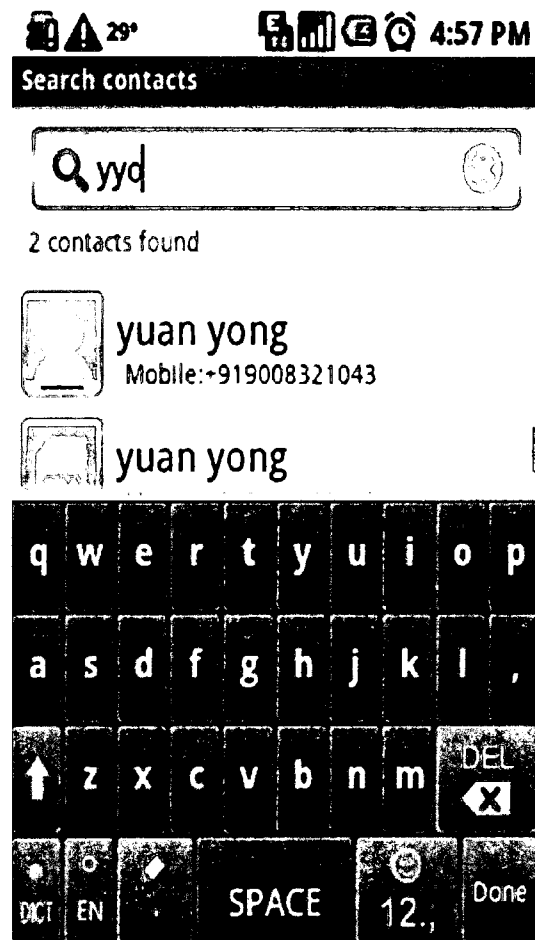 29° 4:57 PM
Search contacts
yyo
2 contacts found
yuan yong
Mobile:+919008321043
yuan yong
q w e r t y u i o p
a s d f g h j k l ,
z x c v b n m DEL
DICT EN . SPACE 12.,; Done